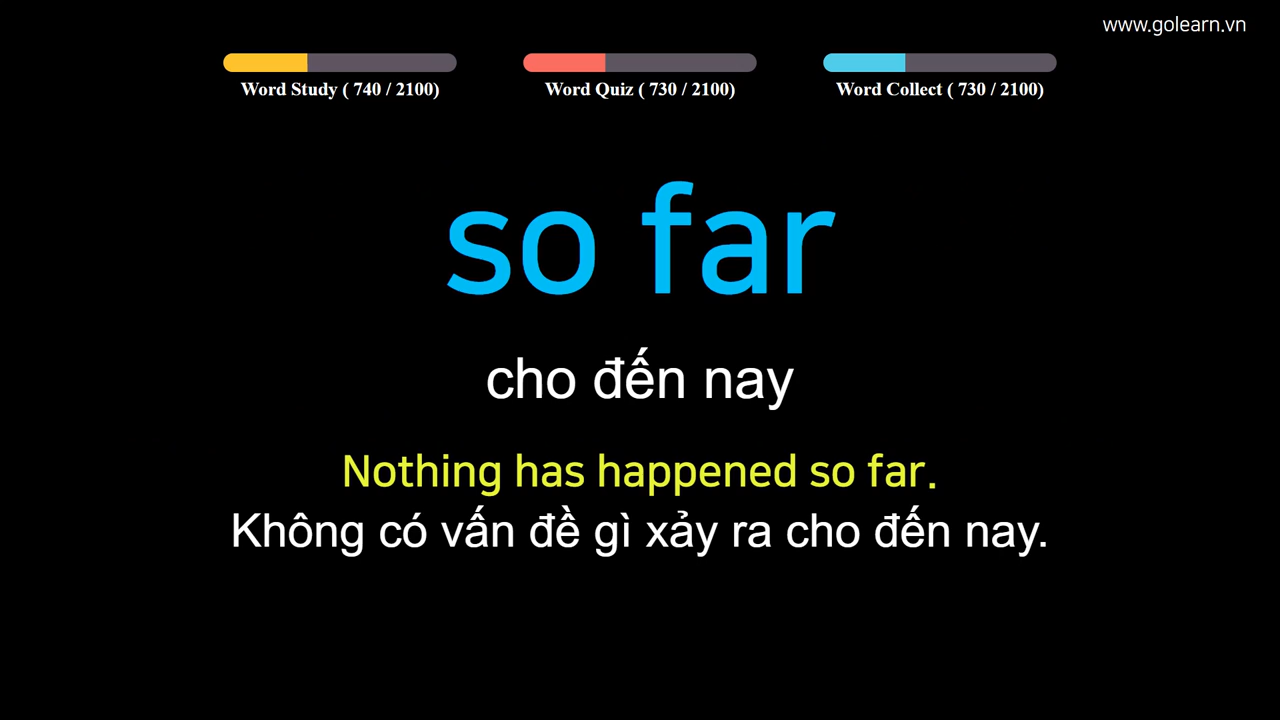 www.golearn.vn
Word Study ( 740 / 2100)
Word Quiz ( 730 / 2100)
Word Collect ( 730 / 2100)
so far
cho đến nay
Nothing has happened so far.
Không có vấn đề gì xảy ra cho đến nay.